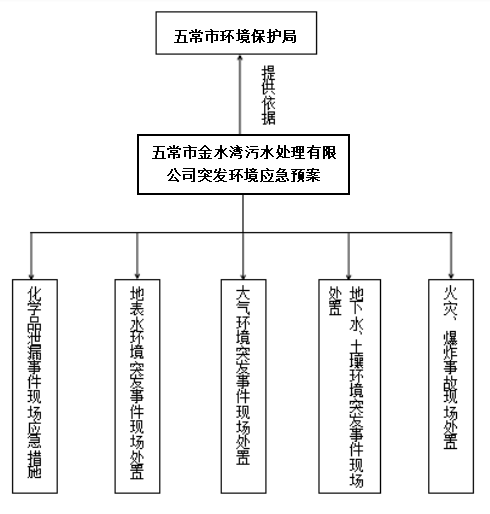 五常市环境保护局
提供依据
五常市金水湾污水处理有限
公司突发环境应急预案
化学品泄漏事件现场应急措施
地表水环境突发事件现场处置
大气环境突发事件现场处置
地下水、土壤环境突发事件现场
处置
火灾、爆炸事故现场处置